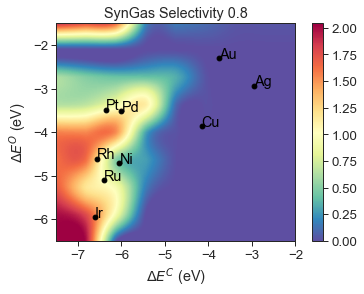 SynGas Selectivity 0.8
ΔE^O (eV)
−2
−3
−4
−5
−6
Au
Ag
Pt
Pd
Cu
Rh
Ni
Ru
Ir
−7
−6
−5
−4
−3
−2
ΔE^C (eV)
2.00
1.75
1.50
1.25
1.00
0.75
0.50
0.25
0.00